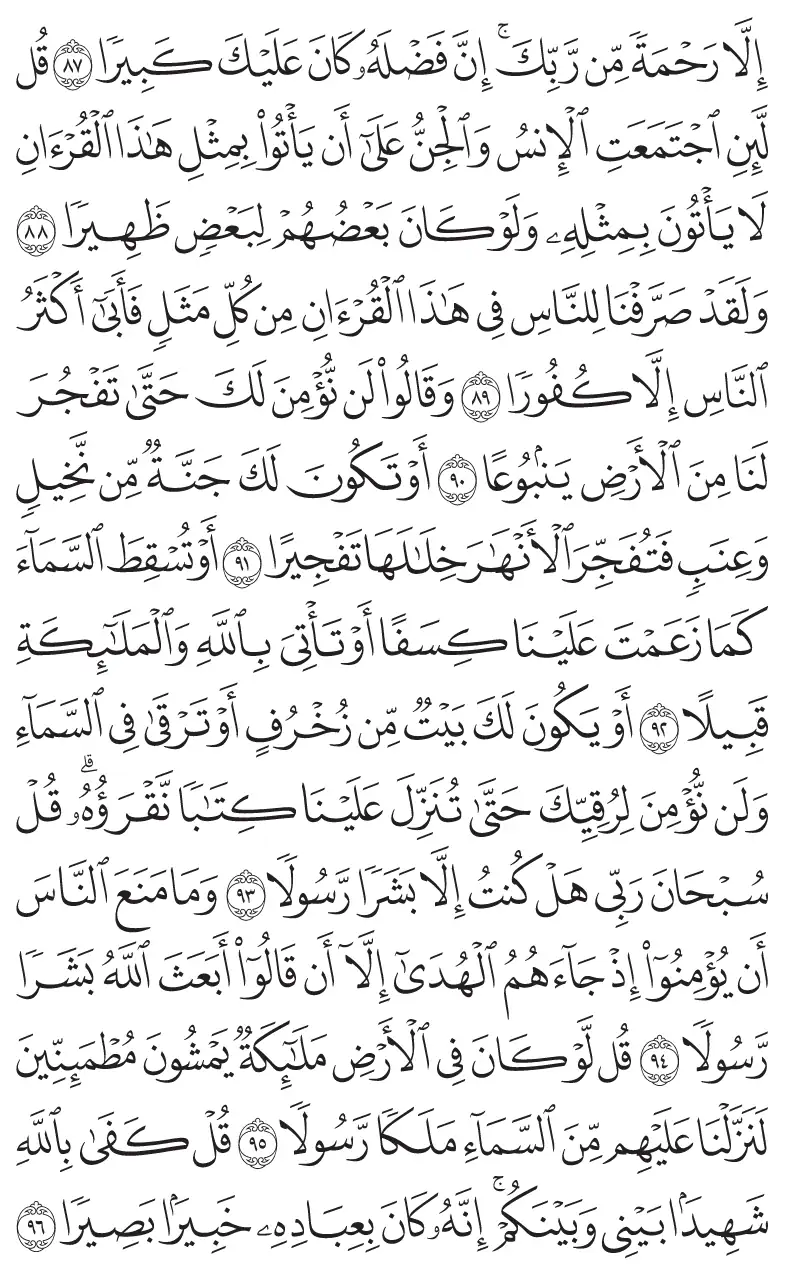 إِلَّا رَحۡمَةٗ مِّن رَّبِّكَۚ إِنَّ فَضۡلَهُۥ كَانَ عَلَيۡكَ كَبِيرٗا ٨٧ قُل
لَّئِنِ ٱجۡتَمَعَتِ ٱلۡإِنسُ وَٱلۡجِنُّ عَلَىٰٓ أَن يَأۡتُواْ بِمِثۡلِ هَٰذَا ٱلۡقُرۡءَانِ
لَا يَأۡتُونَ بِمِثۡلِهِۦ وَلَوۡ كَانَ بَعۡضُهُمۡ لِبَعۡضٖ ظَهِيرٗا ٨٨
وَلَقَدۡ صَرَّفۡنَا لِلنَّاسِ فِي هَٰذَا ٱلۡقُرۡءَانِ مِن كُلِّ مَثَلٖ فَأَبَىٰٓ أَكۡثَرُ
ٱلنَّاسِ إِلَّا كُفُورٗا ٨٩ وَقَالُواْ لَن نُّؤۡمِنَ لَكَ حَتَّىٰ تَفۡجُرَ
لَنَا مِنَ ٱلۡأَرۡضِ يَنۢبُوعًا ٩٠ أَوۡ تَكُونَ لَكَ جَنَّةٞ مِّن نَّخِيلٖ
وَعِنَبٖ فَتُفَجِّرَ ٱلۡأَنۡهَٰرَ خِلَٰلَهَا تَفۡجِيرًا ٩١ أَوۡ تُسۡقِطَ ٱلسَّمَآءَ
كَمَا زَعَمۡتَ عَلَيۡنَا كِسَفًا أَوۡ تَأۡتِيَ بِٱللَّهِ وَٱلۡمَلَٰٓئِكَةِ
قَبِيلًا ٩٢ أَوۡ يَكُونَ لَكَ بَيۡتٞ مِّن زُخۡرُفٍ أَوۡ تَرۡقَىٰ فِي ٱلسَّمَآءِ
وَلَن نُّؤۡمِنَ لِرُقِيِّكَ حَتَّىٰ تُنَزِّلَ عَلَيۡنَا كِتَٰبٗا نَّقۡرَؤُهُۥۗ قُلۡ
سُبۡحَانَ رَبِّي هَلۡ كُنتُ إِلَّا بَشَرٗا رَّسُولٗا ٩٣ وَمَا مَنَعَ ٱلنَّاسَ
أَن يُؤۡمِنُوٓاْ إِذۡ جَآءَهُمُ ٱلۡهُدَىٰٓ إِلَّآ أَن قَالُوٓاْ أَبَعَثَ ٱللَّهُ بَشَرٗا
رَّسُولٗا ٩٤ قُل لَّوۡ كَانَ فِي ٱلۡأَرۡضِ مَلَٰٓئِكَةٞ يَمۡشُونَ مُطۡمَئِنِّينَ
لَنَزَّلۡنَا عَلَيۡهِم مِّنَ ٱلسَّمَآءِ مَلَكٗا رَّسُولٗا ٩٥ قُلۡ كَفَىٰ بِٱللَّهِ
شَهِيدَۢا بَيۡنِي وَبَيۡنَكُمۡۚ إِنَّهُۥ كَانَ بِعِبَادِهِۦ خَبِيرَۢا بَصِيرٗا ٩٦